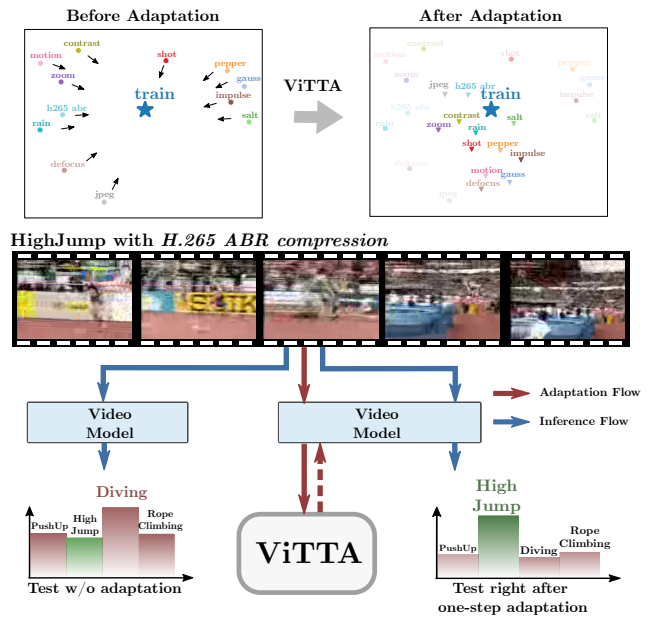 Before Adaptation
contrast
motion
zoom
shot
pepper
gauss
impulse
train
h265 abr
rain
salt
defocus
jpeg
ViTTA
After Adaptation
contrast
motion
shot
pepper
zoom
gauss
jpeg
h265 abr
train
impulse
h265 abr
contrast
salt
salt
rain
zoom
rain
shot
pepper
impulse
defocus
motion
gauss
defocus
jpeg
HighJump with H.265 ABR compression
Adaptation Flow
Inference Flow
Video
Model
Video
Model
Diving
PushUp
High
Jump
Rope
Climbing
Test w/o adaptation
ViTTA
High
Jump
PushUp
Diving
Rope
Climbing
Test right after
one-step adaptation